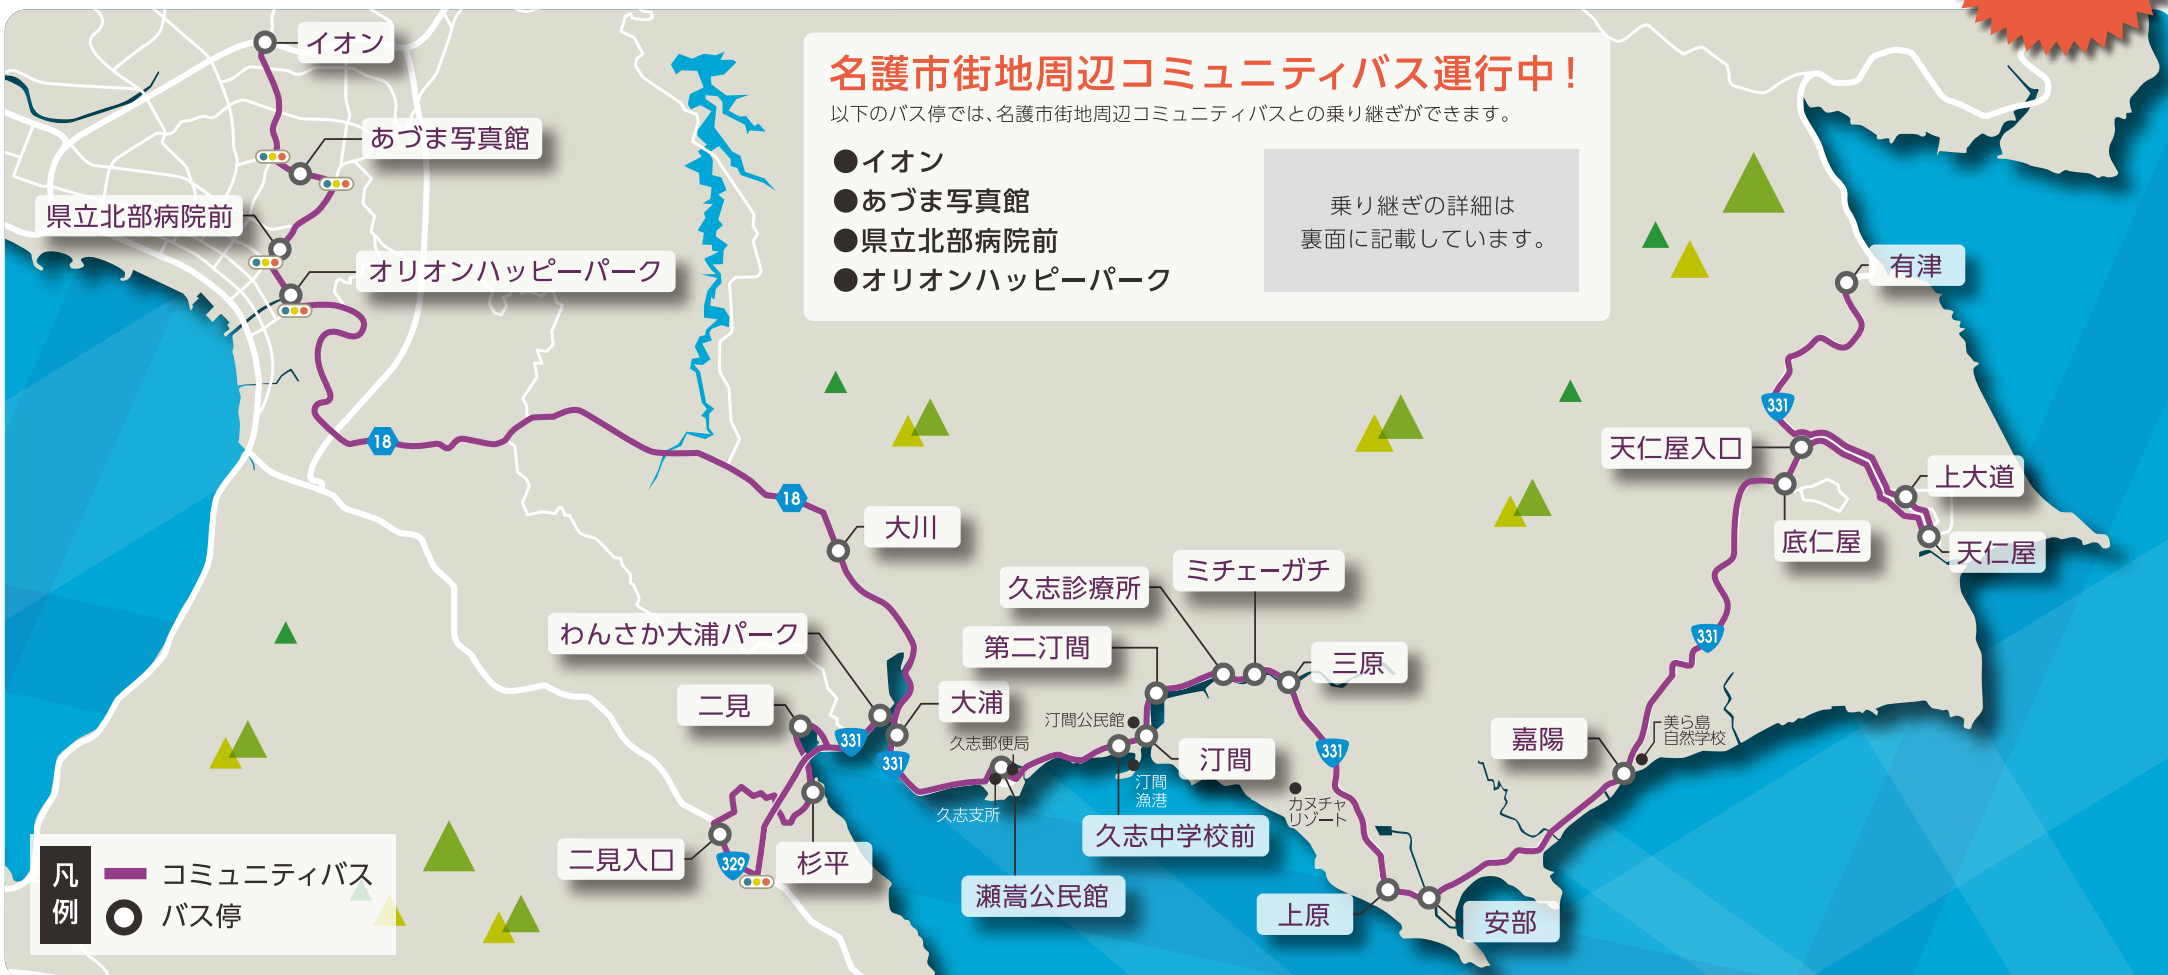 名護市街地周辺コミュニティバス運行中！
以下のバス停では、名護市街地周辺コミュニティバスとの乗り継ぎができます。
●イオン
●あづま写真館
●県立北部病院前
●オリオンハッピーパーク
乗り継ぎの詳細は
裏面に記載しています。
イオン
あづま写真館
県立北部病院前
オリオンハッピーパーク
18
18
大川
わんさか大浦パーク
二見
331
大浦
331
二見入口
329
杉平
久志郵便局
久志支所
瀬嵩公民館
汀間公民館
久志中学校前
汀間
漁港
汀間
第二汀間
久志診療所
ミチェーガチ
三原
331
カヌチャ
リゾート
上原
安部
嘉陽
美ら島
自然学校
331
底仁屋
天仁屋入口
上大道
天仁屋
331
有津
凡例
コミュニティバス
バス停